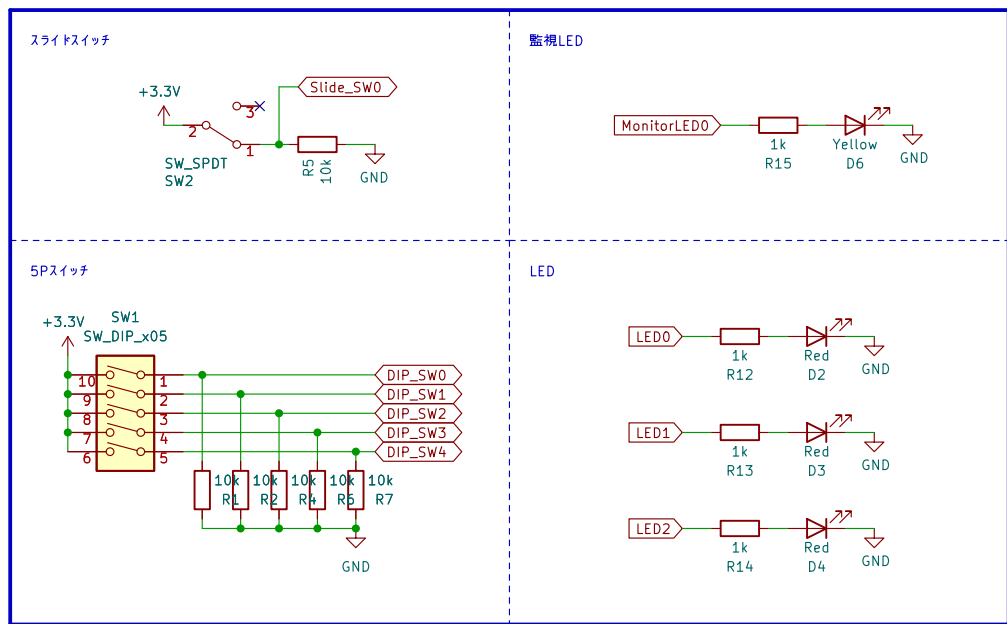 スライドスイッチ
+3.3V
Slide_SW0
3
2
1
SW_SPDT
SW2
R5
10k
GND
監視LED
MonitorLED0
1k
R15
Yellow
D6
GND
5Pスイッチ
+3.3V
SW1
SW_DIP_x05
10
1
DIP_SW0
9
2
DIP_SW1
8
3
DIP_SW2
7
4
DIP_SW3
6
5
DIP_SW4
10k
R1
10k
R2
10k
R4
10k
R6
10k
R7
GND
LED
LED0
1k
R12
Red
D2
GND
LED1
1k
R13
Red
D3
GND
LED2
1k
R14
Red
D4
GND